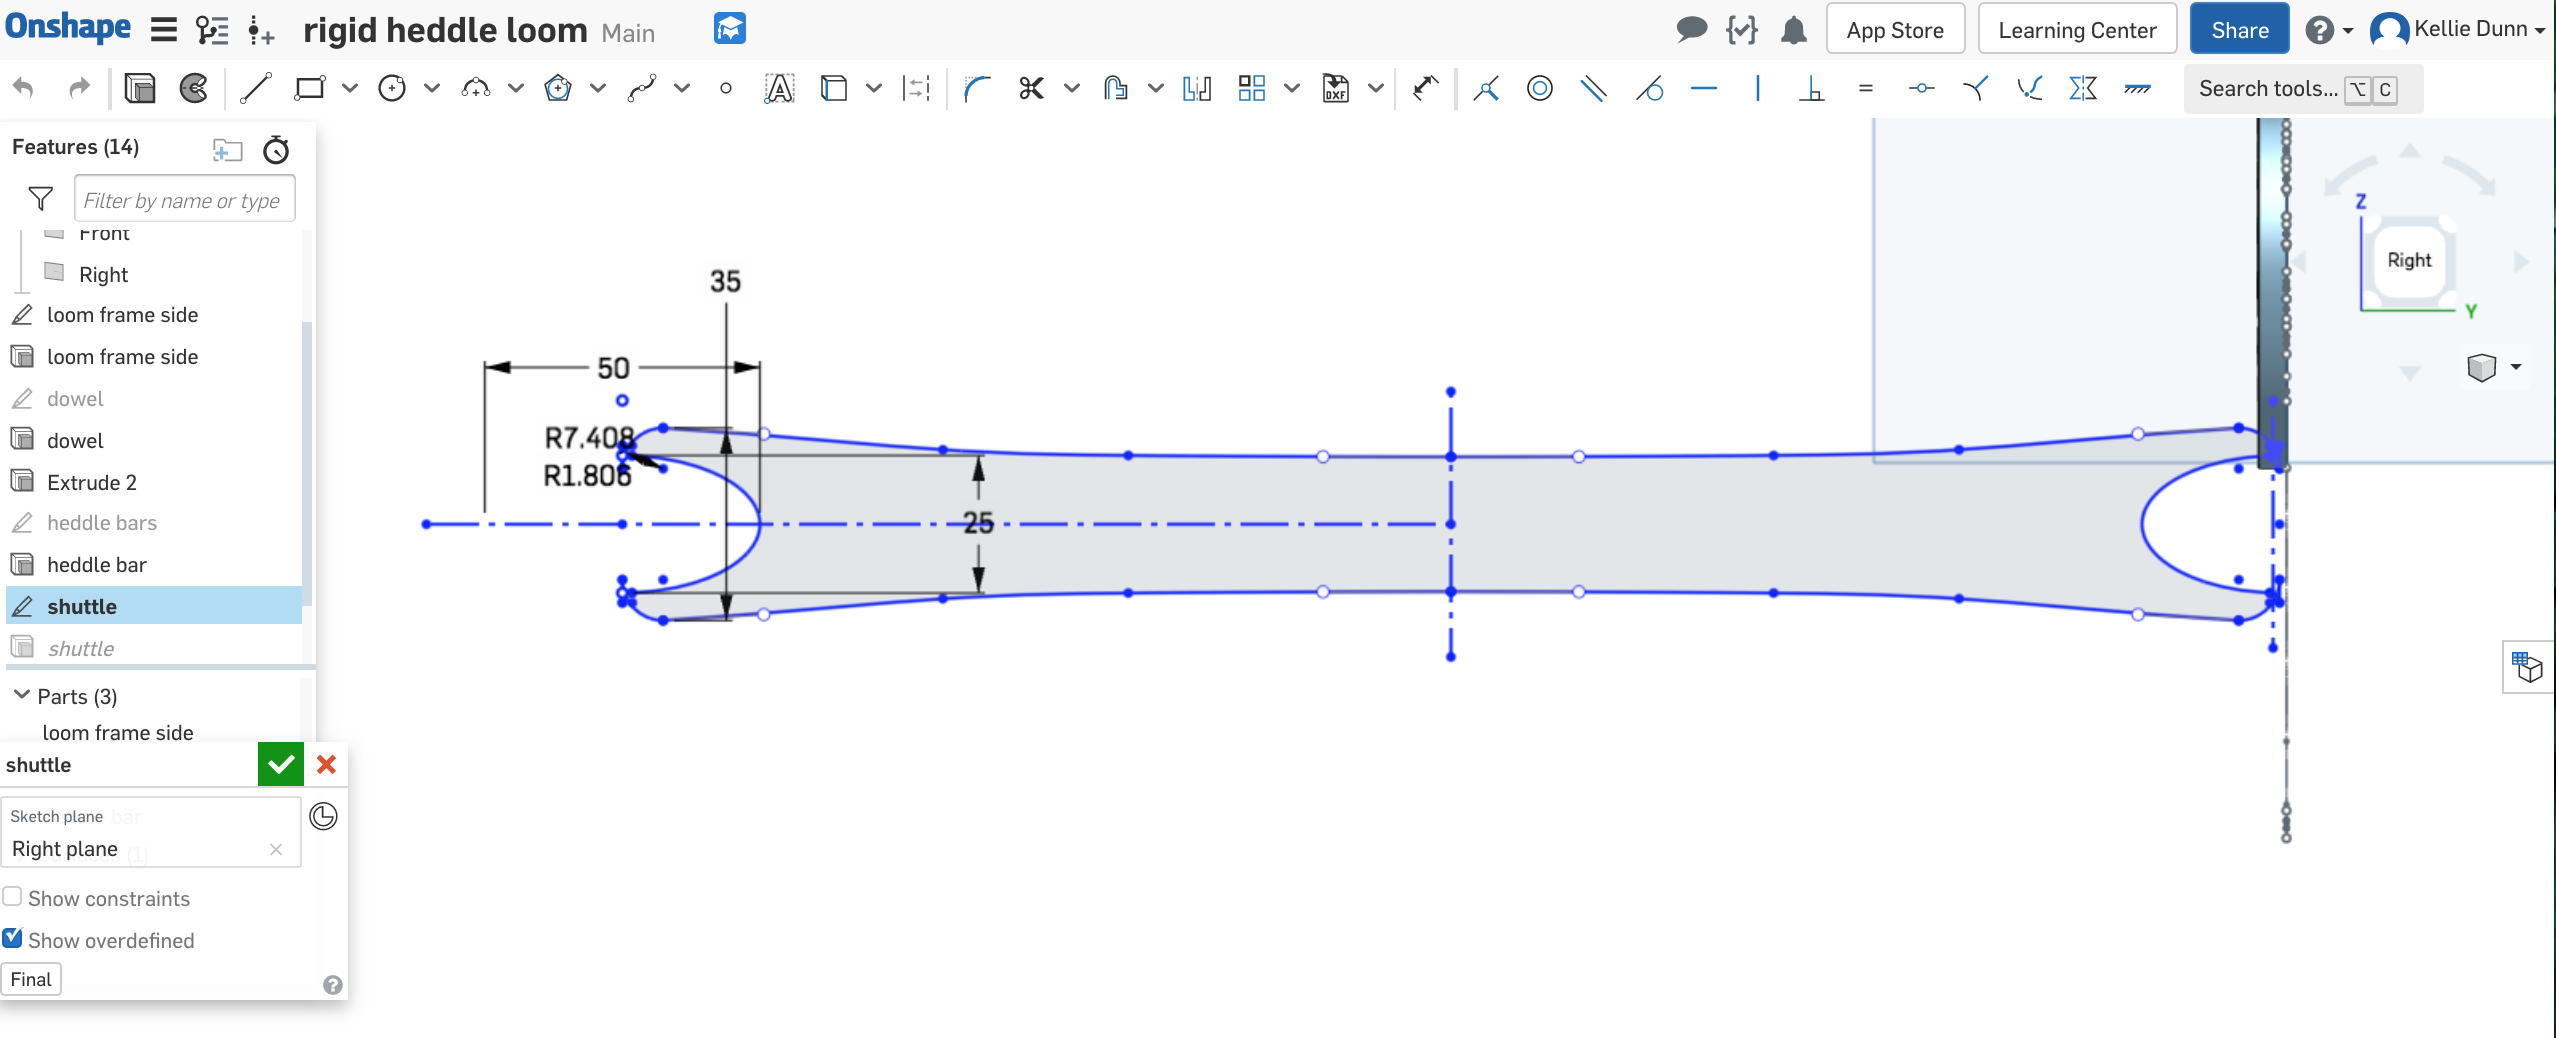 Onshape rigid heddle loom Main App Store Learning Center Share Kellie Dunn
DXF Search tools... ⌥ C
Features (14)
Filter by name or type
Front
Right
loom frame side
loom frame side
dowel
dowel
Extrude 2
heddle bars
heddle bar
shuttle
shuttle
Parts (3)
loom frame side
shuttle
Sketch plane
Right plane
Show constraints
Show overdefined
Final
35
50
R7.408
R1.806
25
Z
Right
Y